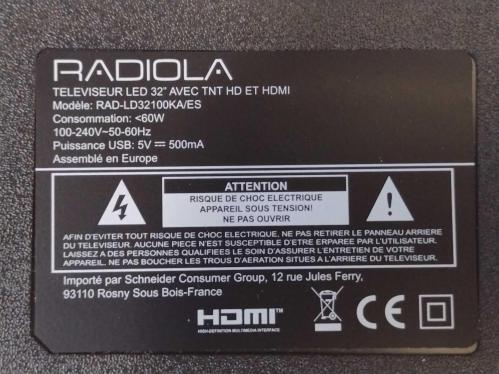 RADIOLA
TELEVISEUR LED 32" AVEC TNT HD ET HDMI
Modèle: RAD-LD32100KA/ES
Consommation: <60W
100-240V~50-60Hz
Puissance USB: 5V ⎓ 500mA
Assemblé en Europe
ATTENTION
RISQUE DE CHOC ELECTRIQUE
APPAREIL SOUS TENSION!
NE PAS OUVRIR
AFIN D'EVITER TOUT RISQUE DE CHOC ELECTRIQUE, NE PAS RETIRER LE PANNEAU ARRIERE
DU TELEVISEUR. AUCUNE PIECE N'EST SUSCEPTIBLE D'ETRE ERPAREE PAR L'UTILISATEUR.
LAISSEZ A DES PERSONNES QUALIFIEES LE SOIN D'ASSURER L'ENTRETIEN DE VOTRE
APPAREIL. NE PAS BOUCHER LES TROUS D'AERATION SITUES A L'ARRIERE DU TELEVISEUR.
Importé par Schneider Consumer Group, 12 rue Jules Ferry,
93110 Rosny Sous Bois-France
HDMI™
HIGH-DEFINITION MULTIMEDIA INTERFACE
CE